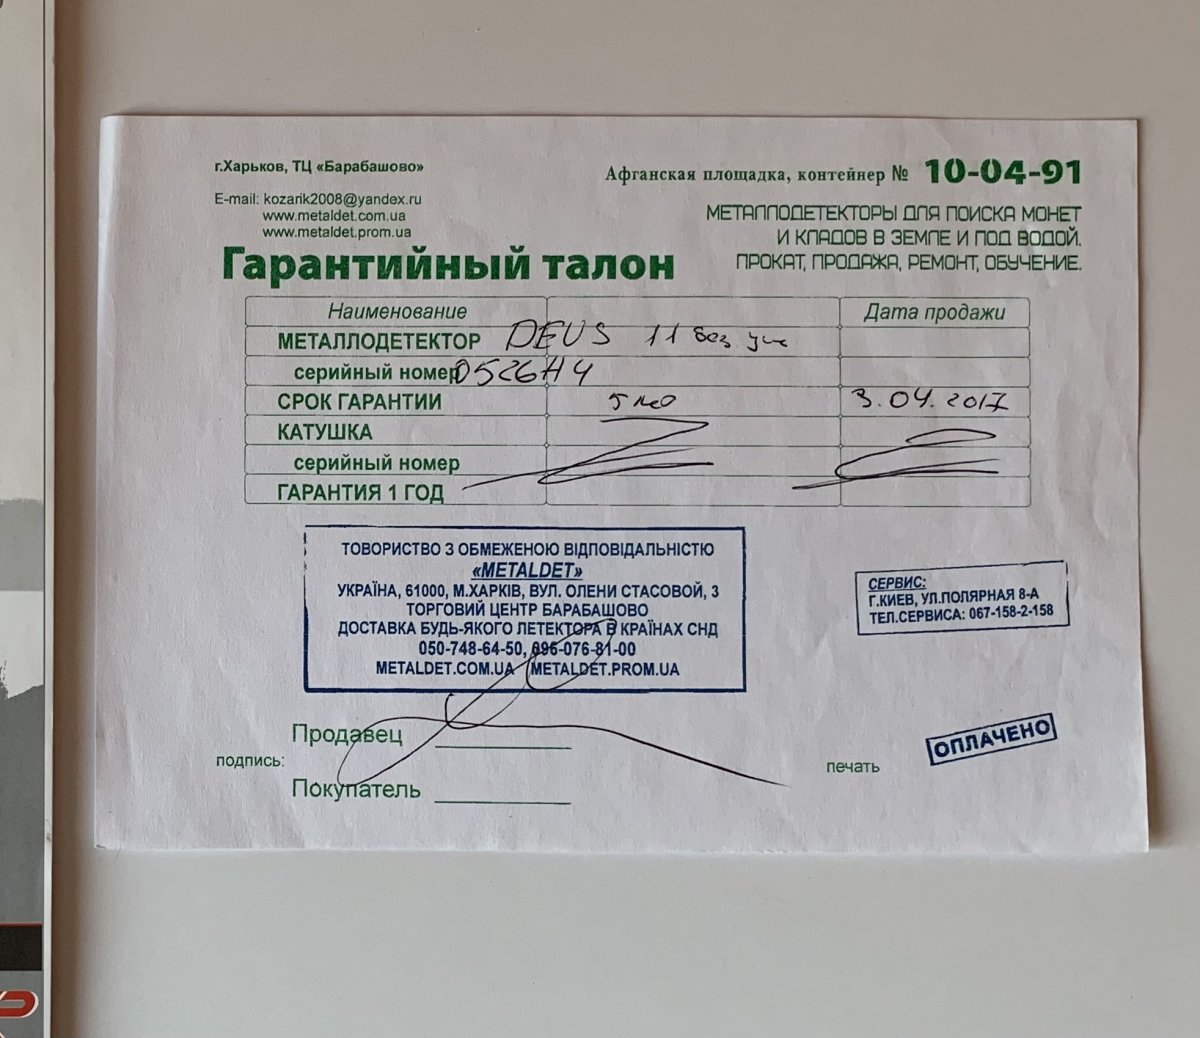 г.Харьков, ТЦ «Барабашово»
Афганская площадка, контейнер № 10-04-91
E-mail: kozarik2008@yandex.ru
www.metaldet.com.ua
www.metaldet.prom.ua
МЕТАЛЛОДЕТЕКТОРЫ ДЛЯ ПОИСКА МОНЕТ
И КЛАДОВ В ЗЕМЛЕ И ПОД ВОДОЙ.
ПРОКАТ, ПРОДАЖА, РЕМОНТ, ОБУЧЕНИЕ.
Гарантийный талон
Наименование Дата продажи
МЕТАЛЛОДЕТЕКТОР DEUS 11 без
серийный номер 0526H4
СРОК ГАРАНТИИ 3.04.2017
КАТУШКА
серийный номер
ГАРАНТИЯ 1 ГОД
ТОВОРИСТВО З ОБМЕЖЕНОЮ ВІДПОВІДАЛЬНІСТЮ
«METALDET»
УКРАЇНА, 61000, М.ХАРКІВ, ВУЛ. ОЛЕНИ СТАСОВОЙ, 3
ТОРГОВИЙ ЦЕНТР БАРАБАШОВО
ДОСТАВКА БУДЬ-ЯКОГО ЛЕТЕКТОРА В КРАЇНАХ СНД
050-748-64-50, 096-076-81-00
METALDET.COM.UA METALDET.PROM.UA
СЕРВИС:
Г.КИЕВ, УЛ.ПОЛЯРНАЯ 8-А
ТЕЛ.СЕРВИСА: 067-158-2-158
Продавец
подпись:
Покупатель
печать
ОПЛАЧЕНО